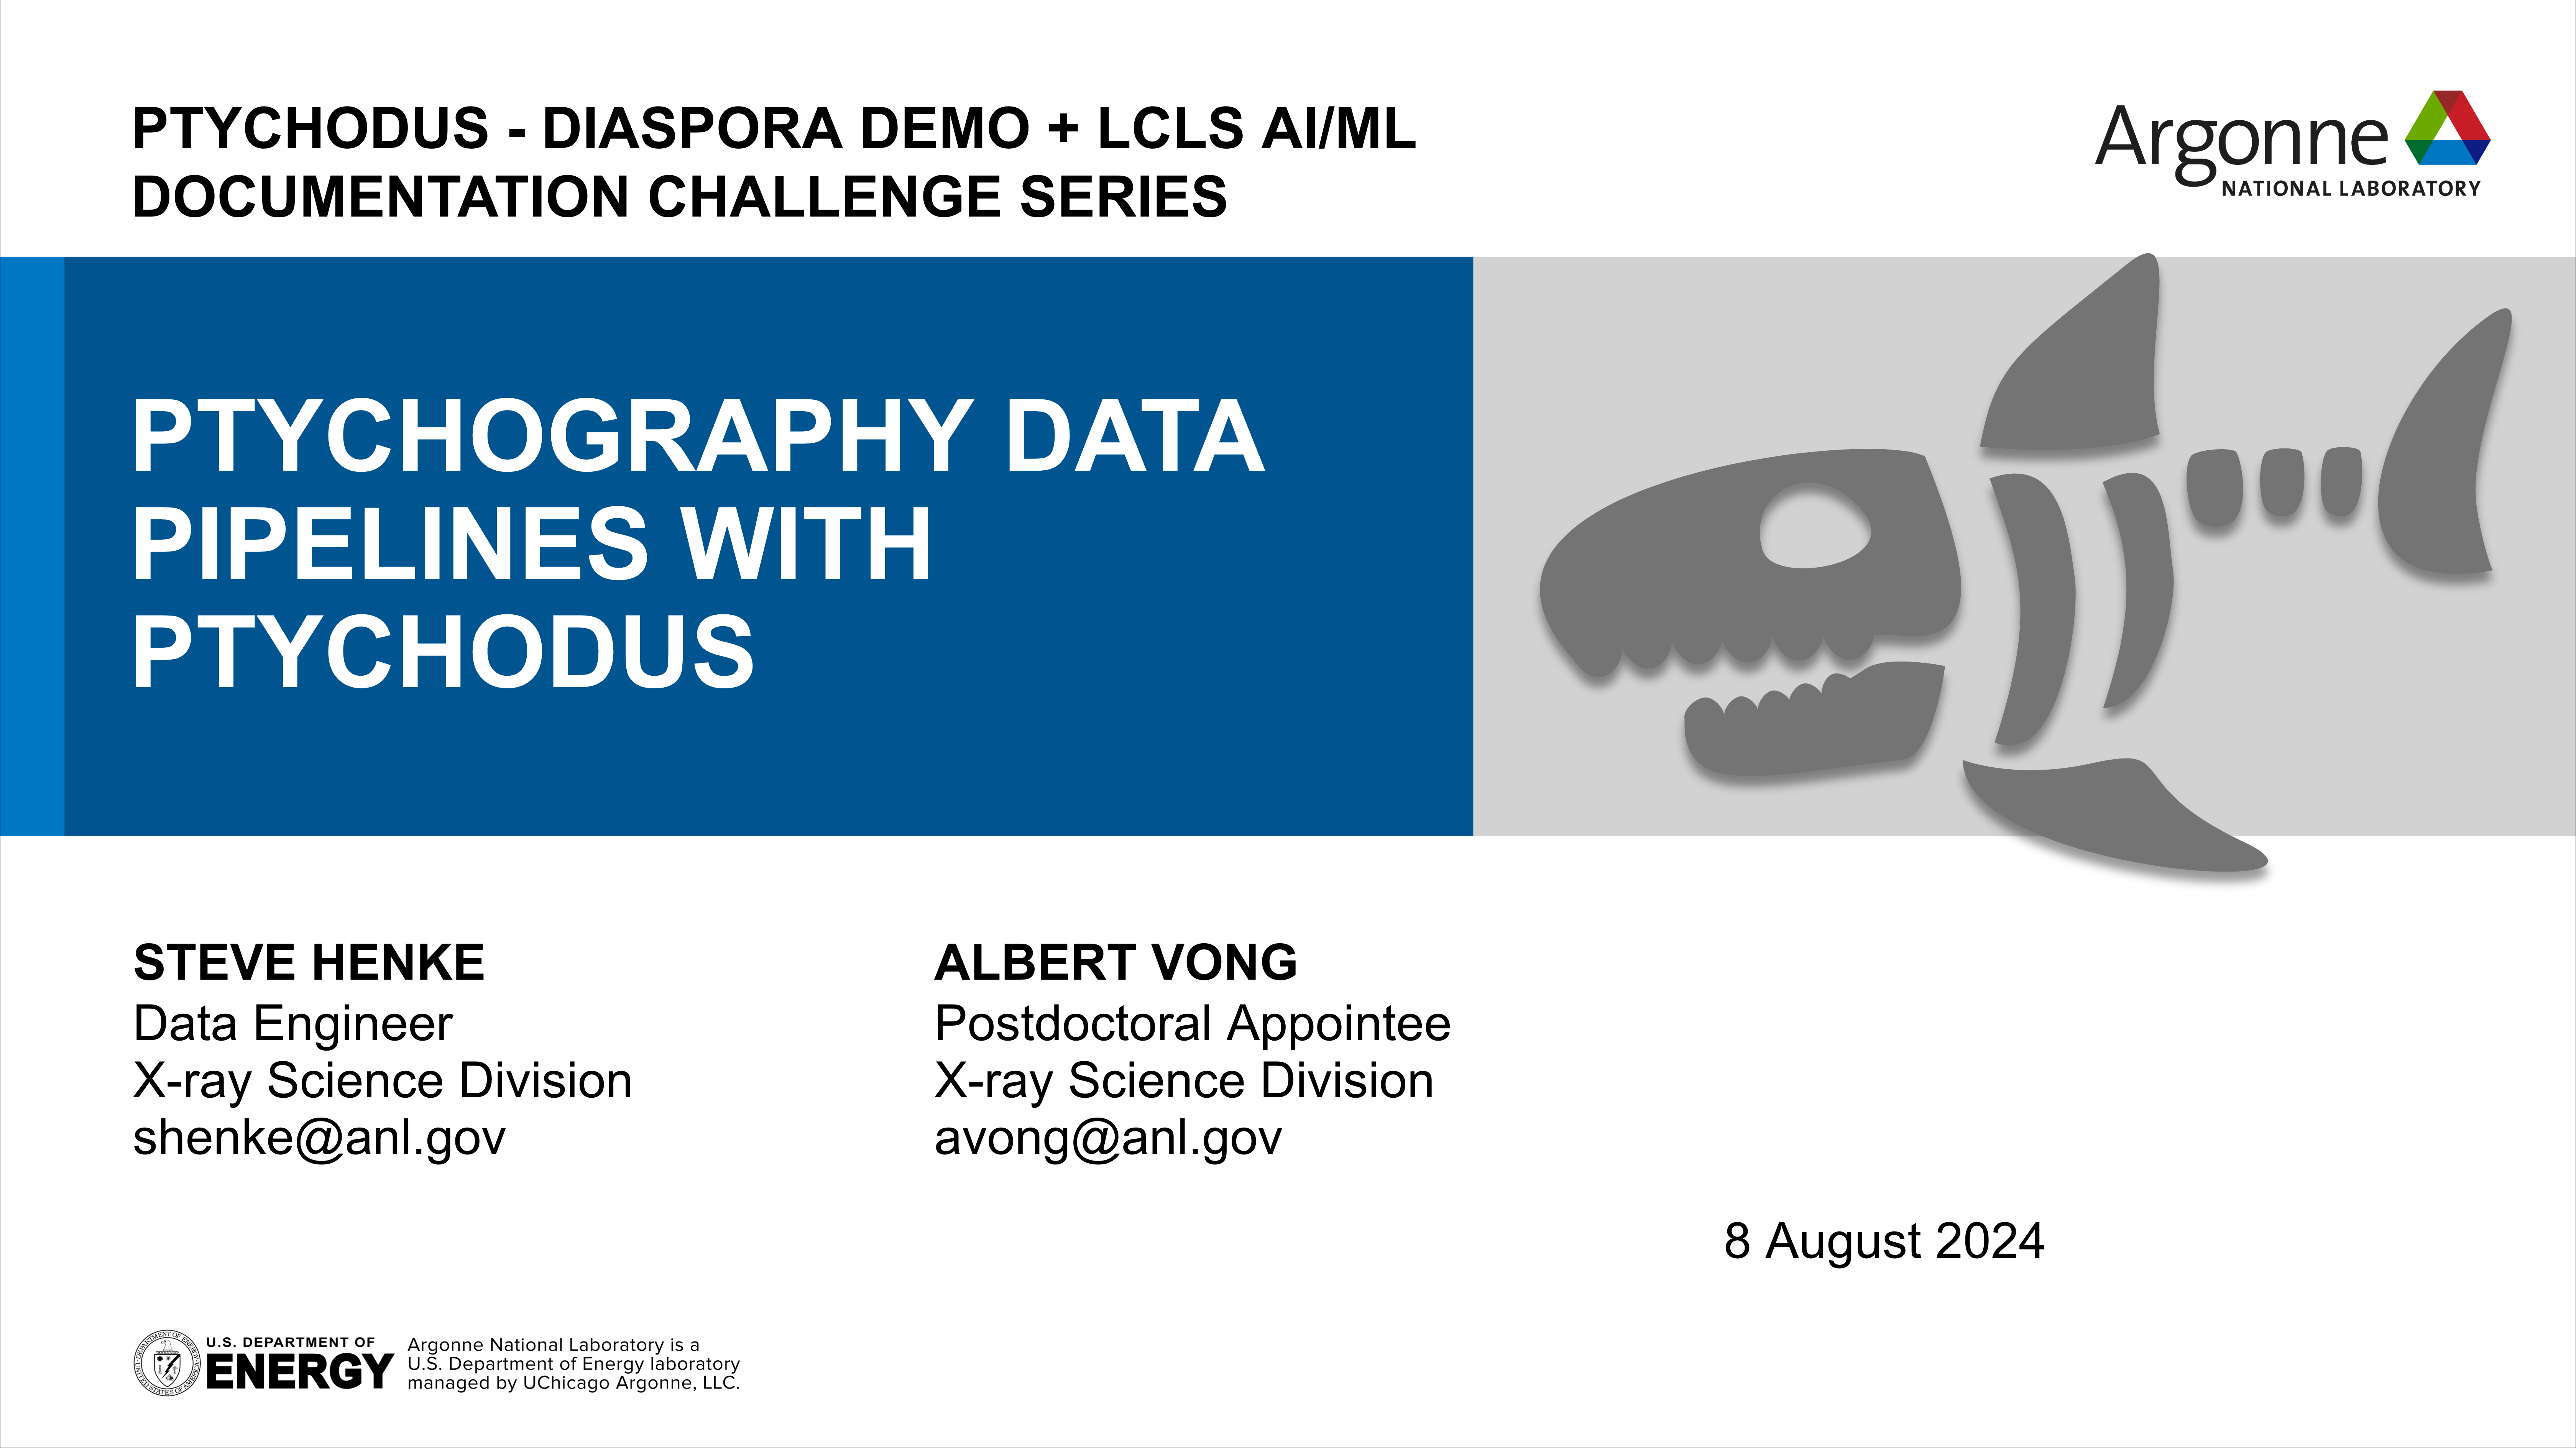 PTYCHODUS - DIASPORA DEMO + LCLS AI/ML
DOCUMENTATION CHALLENGE SERIES
Argonne
NATIONAL LABORATORY
PTYCHOGRAPHY DATA
PIPELINES WITH
PTYCHODUS
STEVE HENKE
Data Engineer
X-ray Science Division
shenke@anl.gov
ALBERT VONG
Postdoctoral Appointee
X-ray Science Division
avong@anl.gov
8 August 2024
U.S. DEPARTMENT OF
ENERGY
Argonne National Laboratory is a
U.S. Department of Energy laboratory
managed by UChicago Argonne, LLC.